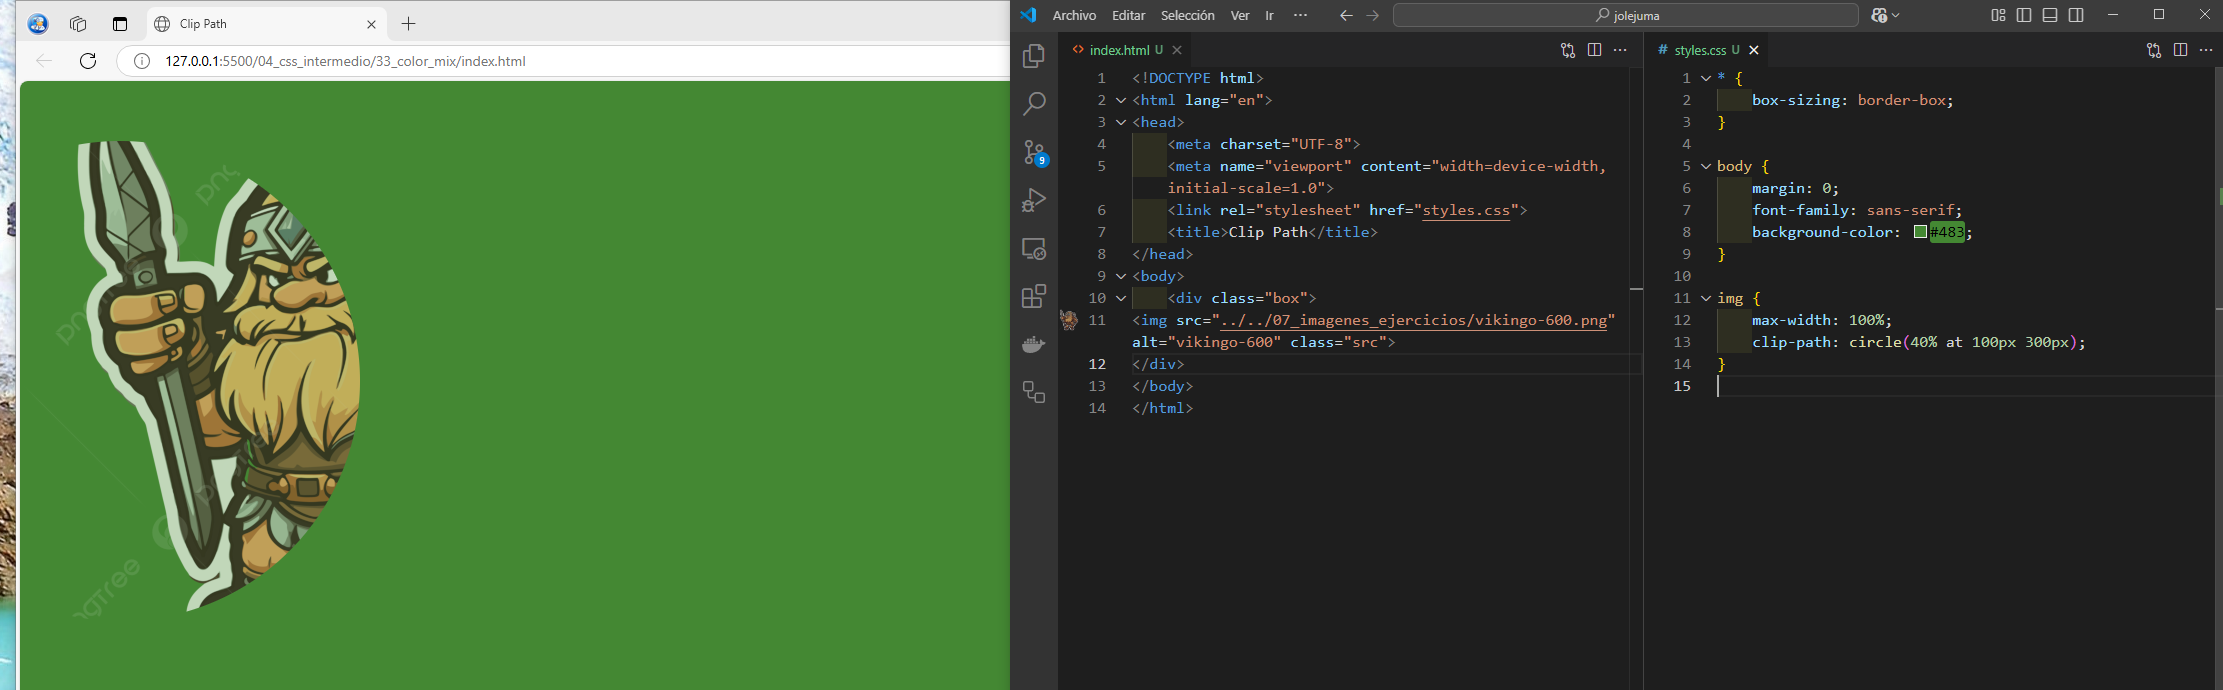 Clip Path
127.0.0.1:5500/04_css_intermedio/33_color_mix/index.html
png
gtree
Archivo Editar Selección Ver Ir ···
jolejuma
9
index.html U
1 <!DOCTYPE html>
2 <html lang="en">
3 <head>
4 <meta charset="UTF-8">
5 <meta name="viewport" content="width=device-width,
initial-scale=1.0">
6 <link rel="stylesheet" href="styles.css">
7 <title>Clip Path</title>
8 </head>
9 <body>
10 <div class="box">
11 <img src="../../07_imagenes_ejercicios/vikingo-600.png"
alt="vikingo-600" class="src">
12 </div>
13 </body>
14 </html>
# styles.css U
1 * {
2 box-sizing: border-box;
3 }
4
5 body {
6 margin: 0;
7 font-family: sans-serif;
8 background-color: #483;
9 }
10
11 img {
12 max-width: 100%;
13 clip-path: circle(40% at 100px 300px);
14 }
15